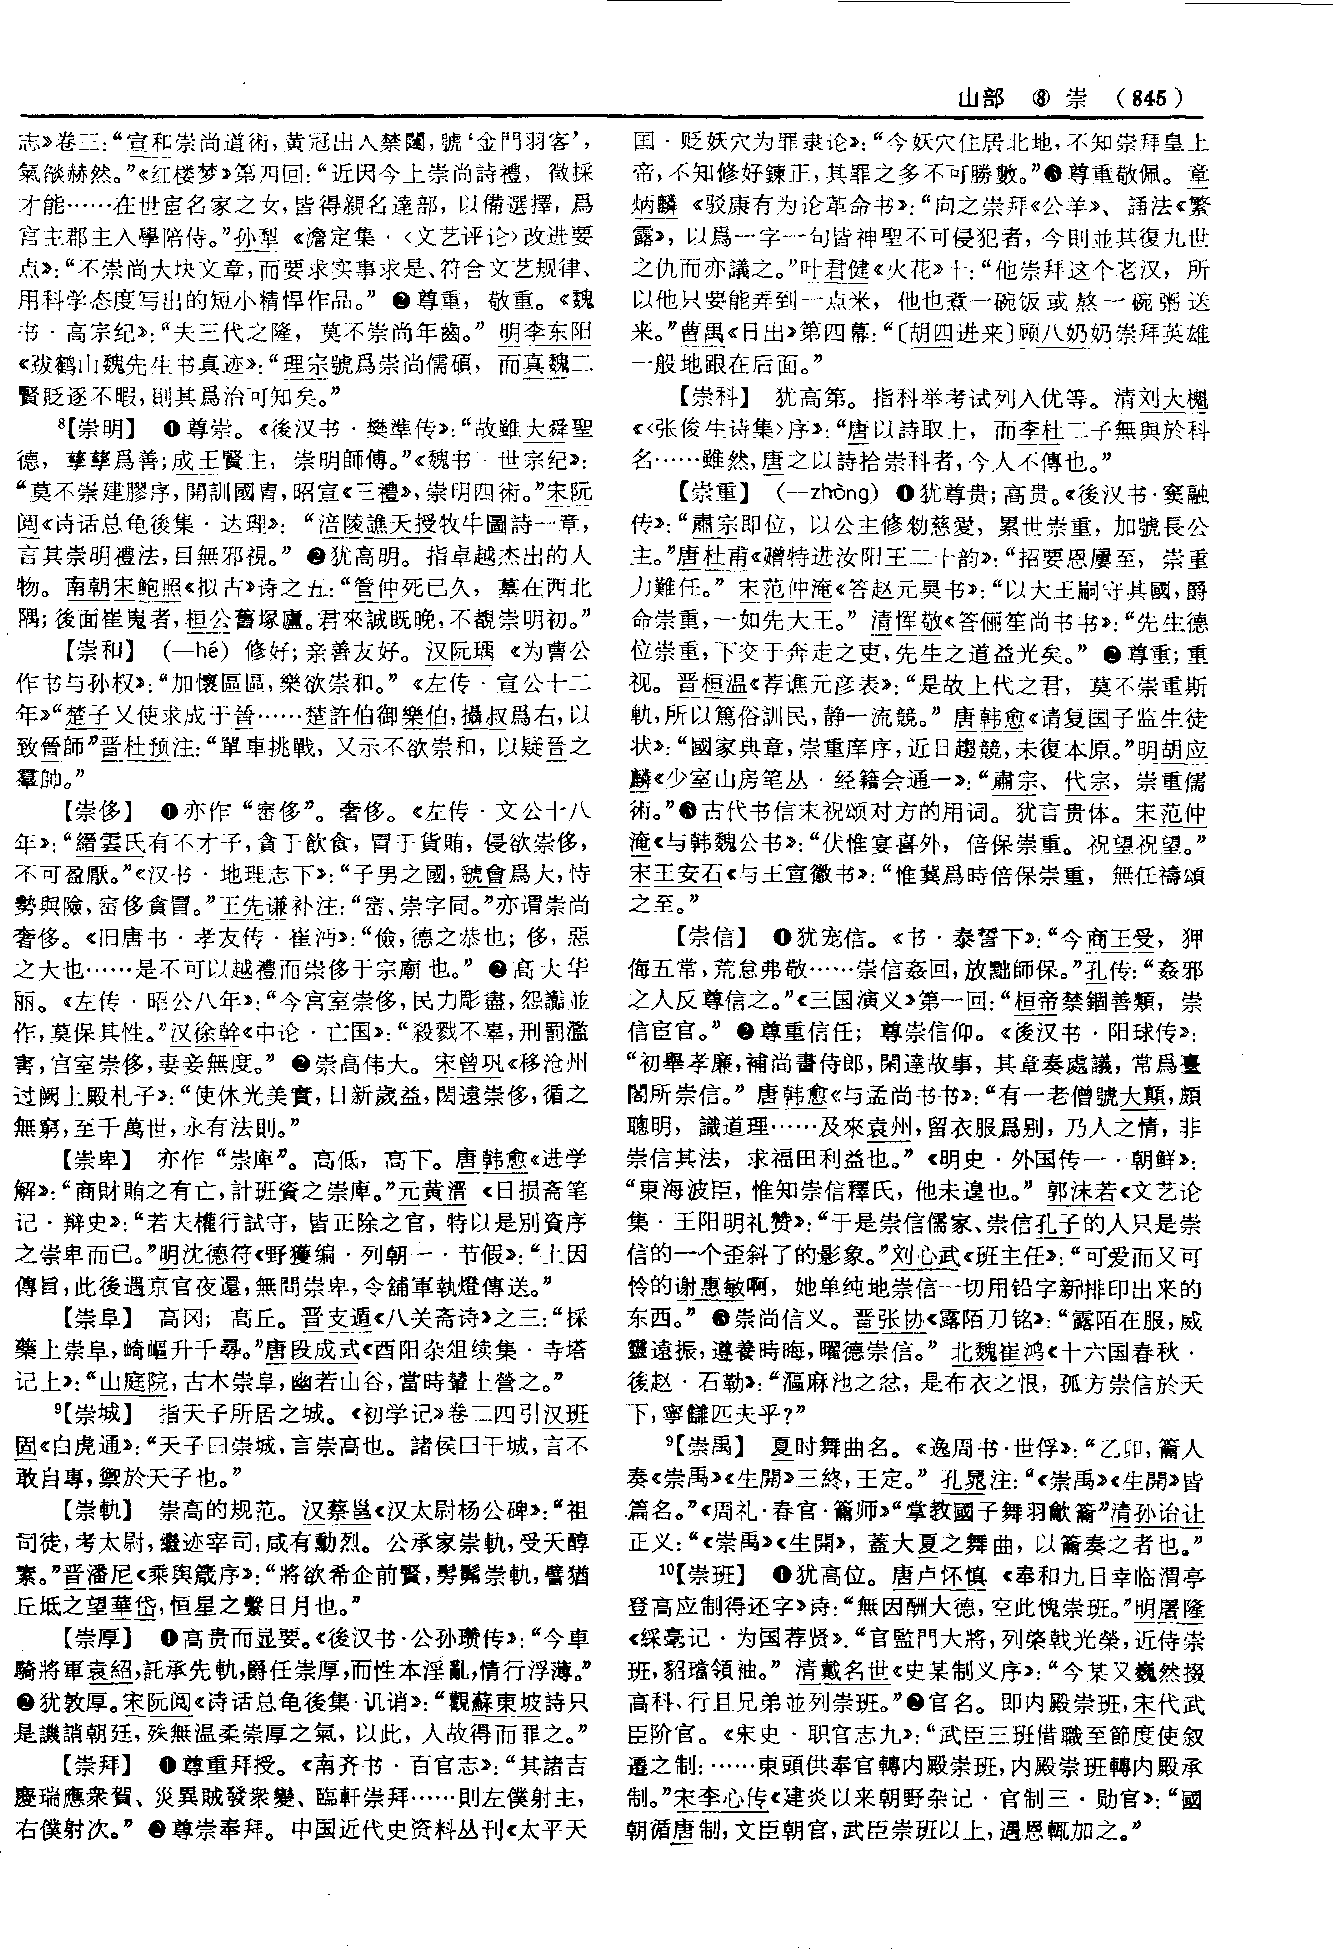 山部 ⑧ 崇 （845）
志》卷三：“宣和崇尚道術，黃冠出入禁闥，號‘金門羽客’，
氣燄赫然。”《红楼梦》第四回：“近因今上崇尚詩禮，徵採
才能……在世宦名家之女，皆得親名達部，以備選擇，爲
宫主郡主入學陪侍。”孙犁《澹定集·〈文艺评论〉改进要
点》：“不崇尚大块文章，而要求实事求是、符合文艺规律、
用科学态度写出的短小精悍作品。” ❷尊重，敬重。《魏
书·高宗纪》：“夫三代之隆，莫不崇尚年齒。” 明李东阳
《跋鹤山魏先生书真迹》：“理宗號爲崇尚儒碩，而真魏二
賢貶逐不暇，則其爲治可知矣。”
⁸【崇明】 ❶尊崇。《後汉书·樊準传》：“故雖大舜聖
德，孳孳爲善；成王賢主，崇明師傅。”《魏书·世宗纪》：
“莫不崇建膠序，開訓國胄，昭宣《三禮》，崇明四術。”宋阮
阅《诗话总龟後集·达理》：“涪陵譙天授牧牛圖詩一章，
言其崇明禮法，目無邪視。” ❷犹高明。指卓越杰出的人
物。南朝宋鲍照《拟古》诗之五：“管仲死已久，墓在西北
隅；後面崔嵬者，桓公舊塚廬。君來誠既晚，不覩崇明初。”
【崇和】 （—hé）修好；亲善友好。汉阮瑀《为曹公
作书与孙权》：“加懷區區，樂欲崇和。”《左传·宣公十二
年》“楚子又使求成于晉……楚許伯御樂伯，攝叔爲右，以
致晉師”晋杜预注：“單車挑戰，又示不欲崇和，以疑晉之
羣帥。”
【崇侈】 ❶亦作“崈侈”。奢侈。《左传·文公十八
年》：“縉雲氏有不才子，貪于飲食，冒于貨賄，侵欲崇侈，
不可盈厭。”《汉书·地理志下》：“子男之國，虢會爲大，恃
勢與險，崈侈貪冒。”王先谦补注：“崈、崇字同。”亦谓崇尚
奢侈。《旧唐书·孝友传·崔沔》：“儉，德之恭也；侈，惡
之大也……是不可以越禮而崇侈于宗廟也。” ❷高大华
丽。《左传·昭公八年》：“今宫室崇侈，民力彫盡，怨讟並
作，莫保其性。”汉徐幹《中论·亡国》：“殺戮不辜，刑罰濫
害，宫室崇侈，妻妾無度。” ❷崇高伟大。宋曾巩《移沧州
过阙上殿札子》：“使休光美實，日新歲益，閎遠崇侈，循之
無窮，至千萬世，永有法則。”
【崇卑】 亦作“崇庳”。高低，高下。唐韩愈《进学
解》：“商財賄之有亡，計班資之崇庳。”元黄溍《日损斋笔
记·辩史》：“若大權行試守，皆正除之官，特以是别資序
之崇卑而已。”明沈德符《野獲编·列朝一·节假》：“上因
傳旨，此後遇京官夜還，無問崇卑，令舖軍執燈傳送。”
【崇阜】 高冈；高丘。晋支遁《八关斋诗》之三：“採
藥上崇阜，崎嶇升千尋。”唐段成式《酉阳杂俎续集·寺塔
记上》：“山庭院，古木崇阜，幽若山谷，當時輦土營之。”
⁹【崇城】 指天子所居之城。《初学记》卷二四引汉班
固《白虎通》：“天子曰崇城，言崇高也。諸侯曰干城，言不
敢自專，禦於天子也。”
【崇軌】 崇高的规范。汉蔡邕《汉太尉杨公碑》：“祖
司徒，考太尉，繼迹宰司，咸有勳烈。公承家崇軌，受天醇
素。”晋潘尼《乘舆箴序》：“將欲希企前賢，髣髴崇軌，譬猶
丘坻之望華岱，恒星之繫日月也。”
【崇厚】 ❶高贵而显要。《後汉书·公孙瓒传》：“今車
騎將軍袁紹，託承先軌，爵任崇厚，而性本淫亂，情行浮薄。”
❷犹敦厚。宋阮阅《诗话总龟後集·讥诮》：“觀蘇東坡詩只
是譏誚朝廷，殊無温柔崇厚之氣，以此，人故得而罪之。”
【崇拜】 ❶尊重拜授。《南齐书·百官志》：“其諸吉
慶瑞應衆賀、災異賊發衆變、臨軒崇拜……則左僕射主，
右僕射次。” ❷尊崇奉拜。中国近代史资料丛刊《太平天
国·贬妖穴为罪隶论》：“今妖穴住居北地，不知崇拜皇上
帝，不知修好鍊正，其罪之多不可勝數。”❸尊重敬佩。章
炳麟《驳康有为论革命书》：“向之崇拜《公羊》、誦法《繁
露》，以爲一字一句皆神聖不可侵犯者，今則並其復九世
之仇而亦議之。”叶君健《火花》十：“他崇拜这个老汉，所
以他只要能弄到一点米，他也煮一碗饭或熬一碗粥送
来。”曹禺《日出》第四幕：“〔胡四进来〕顾八奶奶崇拜英雄
一般地跟在后面。”
【崇科】 犹高第。指科举考试列入优等。清刘大櫆
《〈张俊生诗集〉序》：“唐以詩取士，而李杜二子無與於科
名……雖然，唐之以詩拾崇科者，今人不傳也。”
【崇重】 （—zhòng）❶犹尊贵；高贵。《後汉书·窦融
传》：“肅宗即位，以公主修勑慈愛，累世崇重，加號長公
主。”唐杜甫《赠特进汝阳王二十韵》：“招要恩屢至，崇重
力難任。” 宋范仲淹《答赵元昊书》：“以大王嗣守其國，爵
命崇重，一如先大王。” 清恽敬《答俪笙尚书书》：“先生德
位崇重，下交于奔走之吏，先生之道益光矣。” ❷尊重；重
视。晋桓温《荐谯元彦表》：“是故上代之君，莫不崇重斯
軌，所以篤俗訓民，静一流競。” 唐韩愈《请复国子监生徒
状》：“國家典章，崇重庠序，近日趨競，未復本原。”明胡应
麟《少室山房笔丛·经籍会通一》：“肅宗、代宗，崇重儒
術。”❸古代书信末祝颂对方的用词。犹言贵体。宋范仲
淹《与韩魏公书》：“伏惟宴喜外，倍保崇重。祝望祝望。”
宋王安石《与王宣徽书》：“惟冀爲時倍保崇重，無任禱頌
之至。”
【崇信】 ❶犹宠信。《书·泰誓下》：“今商王受，狎
侮五常，荒怠弗敬……崇信姦回，放黜師保。”孔传：“姦邪
之人反尊信之。”《三国演义》第一回：“桓帝禁錮善類，崇
信宦官。” ❷尊重信任；尊崇信仰。《後汉书·阳球传》：
“初舉孝廉，補尚書侍郎，閑達故事，其章奏處議，常爲臺
閣所崇信。” 唐韩愈《与孟尚书书》：“有一老僧號大顛，頗
聰明，識道理……及來袁州，留衣服爲别，乃人之情，非
崇信其法，求福田利益也。”《明史·外国传一·朝鲜》：
“東海波臣，惟知崇信釋氏，他未遑也。” 郭沫若《文艺论
集·王阳明礼赞》：“于是崇信儒家、崇信孔子的人只是崇
信的一个歪斜了的影象。”刘心武《班主任》：“可爱而又可
怜的谢惠敏啊，她单纯地崇信一切用铅字新排印出来的
东西。” ❸崇尚信义。晋张协《露陌刀铭》：“露陌在服，威
靈遠振，遵養時晦，曜德崇信。” 北魏崔鸿《十六国春秋·
後赵·石勒》：“漚麻池之忿，是布衣之恨，孤方崇信於天
下，寧讎匹夫乎？”
⁹【崇禹】 夏时舞曲名。《逸周书·世俘》：“乙卯，籥人
奏《崇禹》《生開》三終，王定。” 孔晁注：“《崇禹》《生開》皆
篇名。”《周礼·春官·籥师》“掌教國子舞羽龡籥”清孙诒让
正义：“《崇禹》《生開》，蓋大夏之舞曲，以籥奏之者也。”
¹⁰【崇班】 ❶犹高位。唐卢怀慎《奉和九日幸临渭亭
登高应制得还字》诗：“無因酬大德，空此愧崇班。”明屠隆
《綵毫记·为国荐贤》：“官監門大將，列棨戟光榮，近侍崇
班，貂璫領袖。” 清戴名世《史某制义序》：“今某又巍然掇
高科、行且兄弟並列崇班。”❷官名。即内殿崇班，宋代武
臣阶官。《宋史·职官志九》：“武臣三班借職至節度使叙
遷之制：……東頭供奉官轉内殿崇班，内殿崇班轉内殿承
制。”宋李心传《建炎以来朝野杂记·官制三·勋官》：“國
朝循唐制，文臣朝官，武臣崇班以上，遇恩輒加之。”